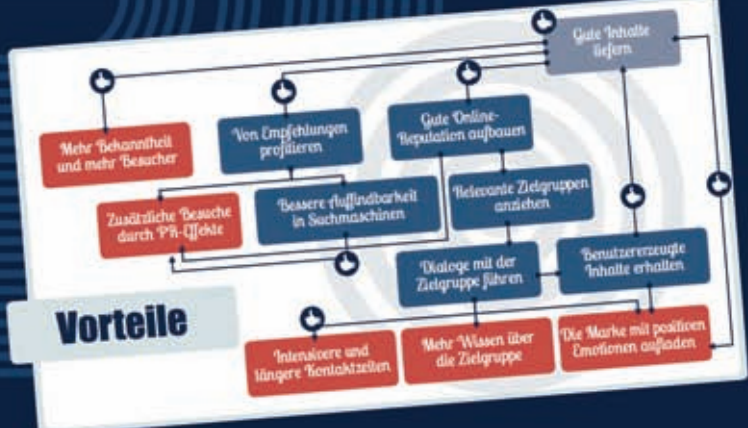 Gute Inhalte
liefern
Mehr Bekanntheit
und mehr Besucher
Von Empfehlungen
profitieren
Gute Online-
Reputation aufbauen
Zusätzliche Besuche
durch PR-Effekte
Bessere Auffindbarkeit
in Suchmaschinen
Relevante Zielgruppen
anziehen
Dialoge mit der
Zielgruppe führen
Benutzererzeugte
Inhalte erhalten
Vorteile
Intensivere und
längere Kontaktzeiten
Mehr Wissen über
die Zielgruppe
Die Marke mit positiven
Emotionen aufladen